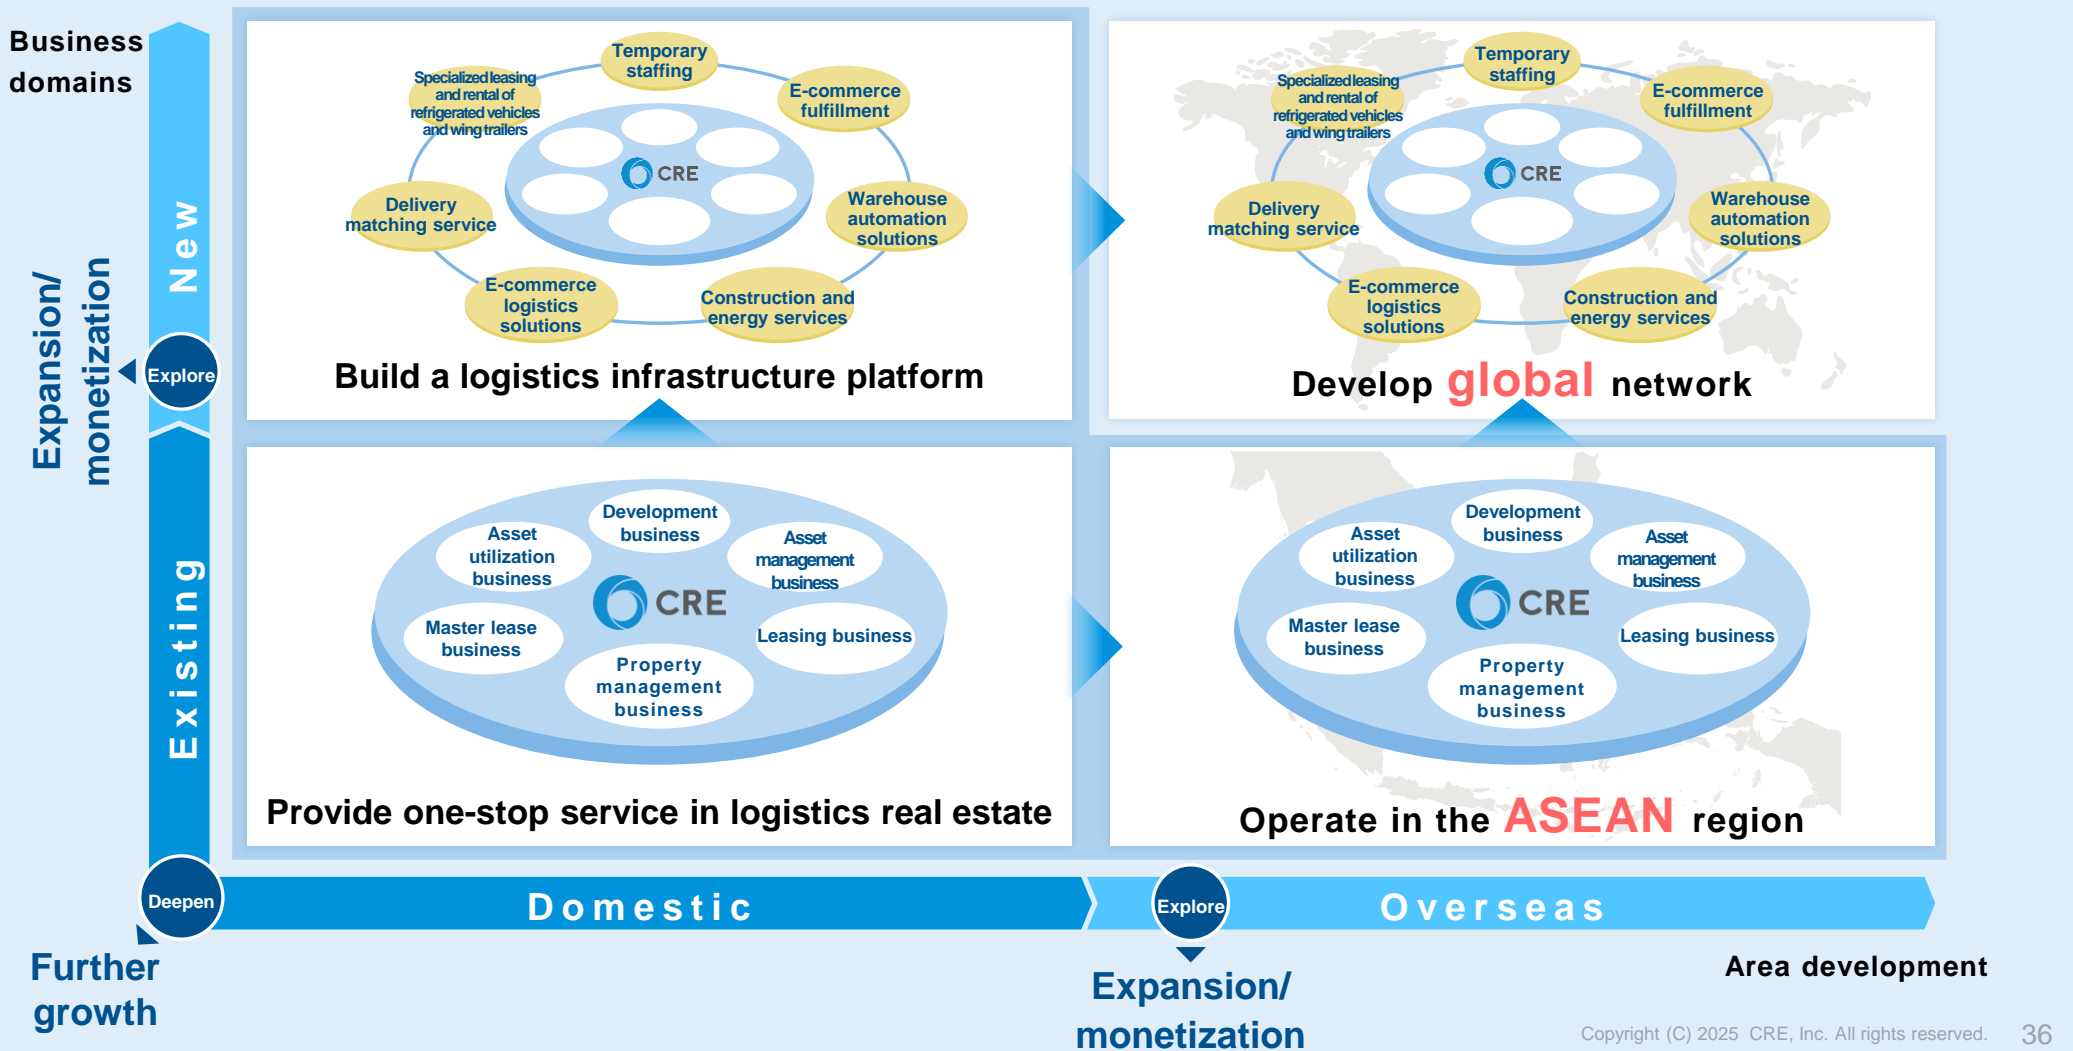 Business
domains
New
Existing
Expansion/
monetization
Explore
Deepen
Further
growth
Temporary
staffing
Specialized leasing
and rental of
refrigerated vehicles
and wing trailers
E-commerce
fulfillment
CRE
Delivery
matching service
Warehouse
automation
solutions
E-commerce
logistics
solutions
Construction and
energy services
Build a logistics infrastructure platform
Temporary
staffing
Specialized leasing
and rental of
refrigerated vehicles
and wing trailers
E-commerce
fulfillment
CRE
Delivery
matching service
Warehouse
automation
solutions
E-commerce
logistics
solutions
Construction and
energy services
Develop global network
Development
business
Asset
utilization
business
Asset
management
business
CRE
Master lease
business
Leasing business
Property
management
business
Provide one-stop service in logistics real estate
Development
business
Asset
utilization
business
Asset
management
business
CRE
Master lease
business
Leasing business
Property
management
business
Operate in the ASEAN region
Domestic
Explore
Overseas
Expansion/
monetization
Area development
Copyright (C) 2025 CRE, Inc. All rights reserved.
36